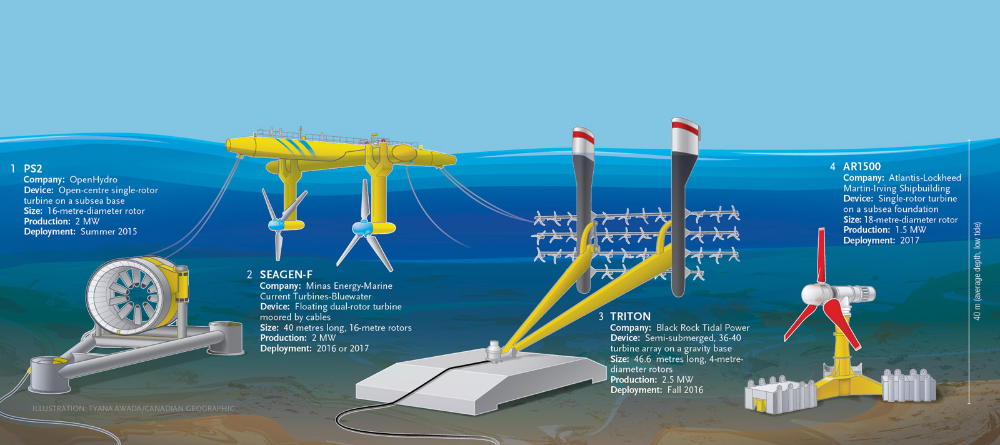 1 PS2
Company: OpenHydro
Device: Open-centre single-rotor
turbine on a subsea base
Size: 16-metre-diameter rotor
Production: 2 MW
Deployment: Summer 2015
2 SEAGEN-F
Company: Minas Energy-Marine
Current Turbines-Bluewater
Device: Floating dual-rotor turbine
moored by cables
Size: 40 metres long, 16-metre rotors
Production: 2 MW
Deployment: 2016 or 2017
3 TRITON
Company: Black Rock Tidal Power
Device: Semi-submerged, 36-40
turbine array on a gravity base
Size: 46.6 metres long, 4-metre-
diameter rotors
Production: 2.5 MW
Deployment: Fall 2016
4 AR1500
Company: Atlantis-Lockheed
Martin-Irving Shipbuilding
Device: Single-rotor turbine
on a subsea foundation
Size: 18-metre-diameter rotor
Production: 1.5 MW
Deployment: 2017
40 m (average depth, low tide)
ILLUSTRATION: TYANA AWADA/CANADIAN GEOGRAPHIC